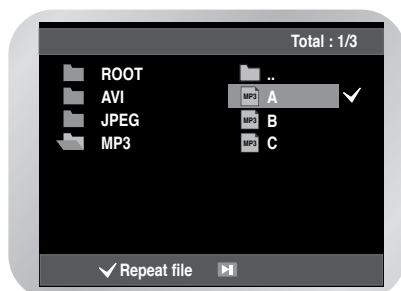 Total : 1/3
ROOT ..
AVI MP3 A
JPEG MP3 B
MP3 MP3 C
Repeat file